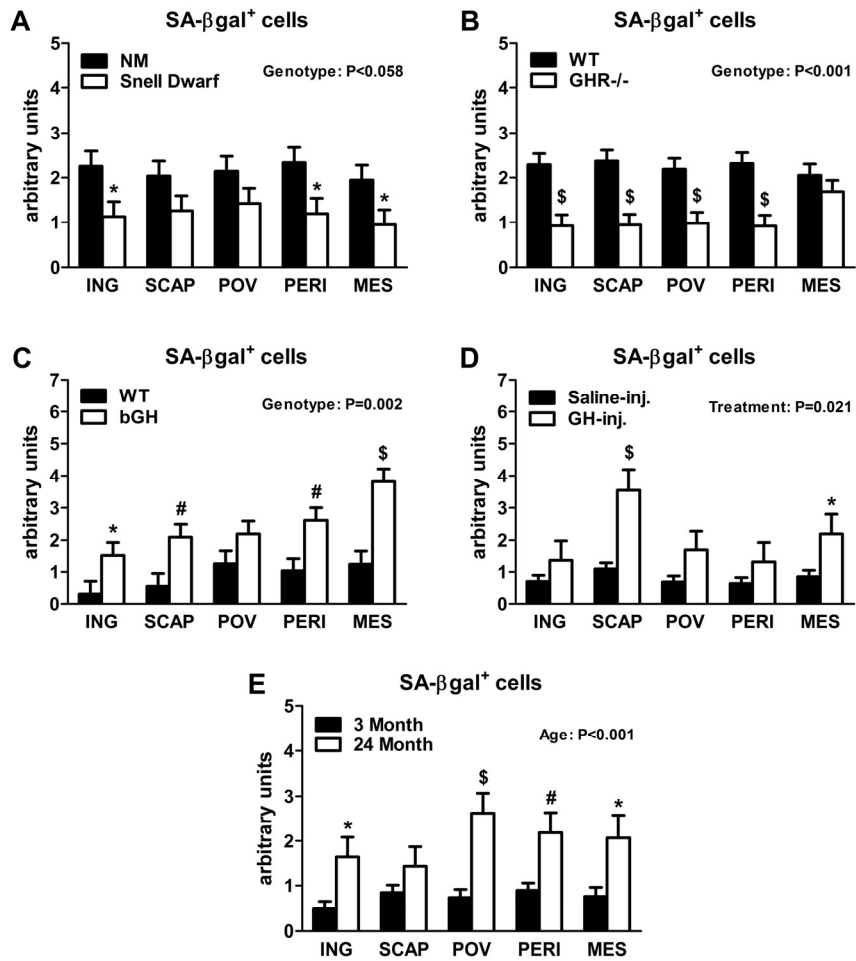 A
SA-βgal⁺ cells
5
4
3
2
1
0
arbitrary units
NM
Snell Dwarf
Genotype: P<0.058
*
*
*
ING SCAP POV PERI MES
B
SA-βgal⁺ cells
5
4
3
2
1
0
arbitrary units
WT
GHR-/-
Genotype: P<0.001
$ $ $ $
ING SCAP POV PERI MES
C
SA-βgal⁺ cells
7
6
5
4
3
2
1
0
arbitrary units
WT
bGH
Genotype: P=0.002
*
#
#
$
ING SCAP POV PERI MES
D
SA-βgal⁺ cells
7
6
5
4
3
2
1
0
arbitrary units
Saline-inj.
GH-inj.
Treatment: P=0.021
$
*
ING SCAP POV PERI MES
E
SA-βgal⁺ cells
5
4
3
2
1
0
arbitrary units
3 Month
24 Month
Age: P<0.001
*
$
#
*
ING SCAP POV PERI MES